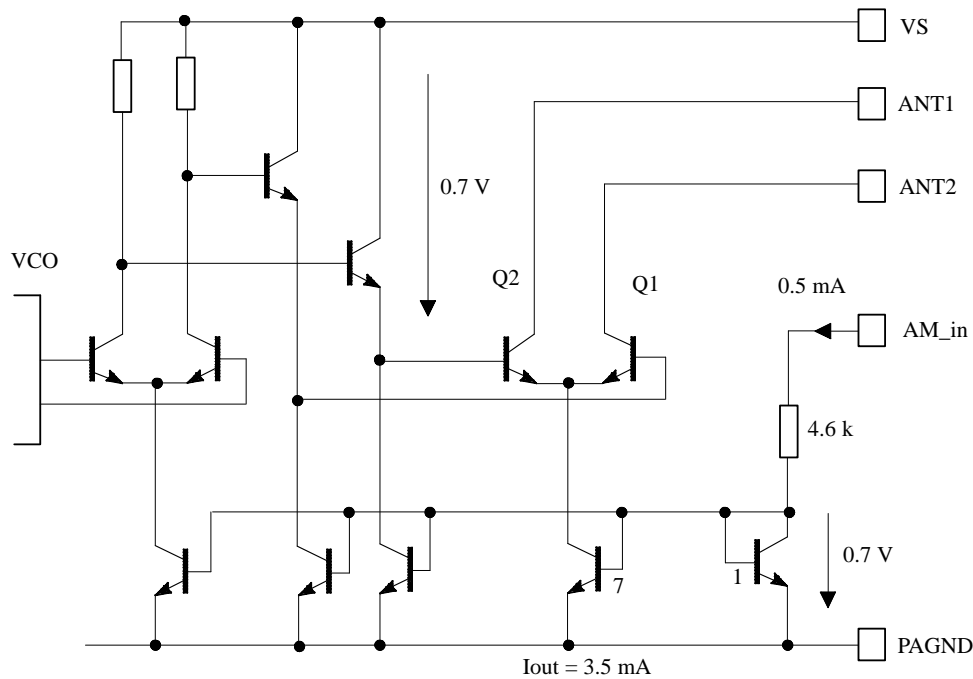 VS
ANT1
0.7 V
ANT2
VCO
Q2
Q1
0.5 mA
AM_in
4.6 k
7
1
0.7 V
PAGND
Iout = 3.5 mA